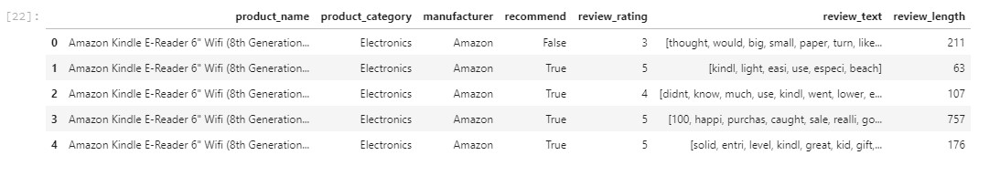 [22]:
product_name product_category manufacturer recommend review_rating review_text review_length
0 Amazon Kindle E-Reader 6" Wifi (8th Generation... Electronics Amazon False 3 [thought, would, big, small, paper, turn, like... 211
1 Amazon Kindle E-Reader 6" Wifi (8th Generation... Electronics Amazon True 5 [kindl, light, easi, use, especi, beach] 63
2 Amazon Kindle E-Reader 6" Wifi (8th Generation... Electronics Amazon True 4 [didnt, know, much, use, kindl, went, lower, e... 107
3 Amazon Kindle E-Reader 6" Wifi (8th Generation... Electronics Amazon True 5 [100, happi, purchas, caught, sale, realli, go... 757
4 Amazon Kindle E-Reader 6" Wifi (8th Generation... Electronics Amazon True 5 [solid, entri, level, kindl, great, kid, gift,... 176